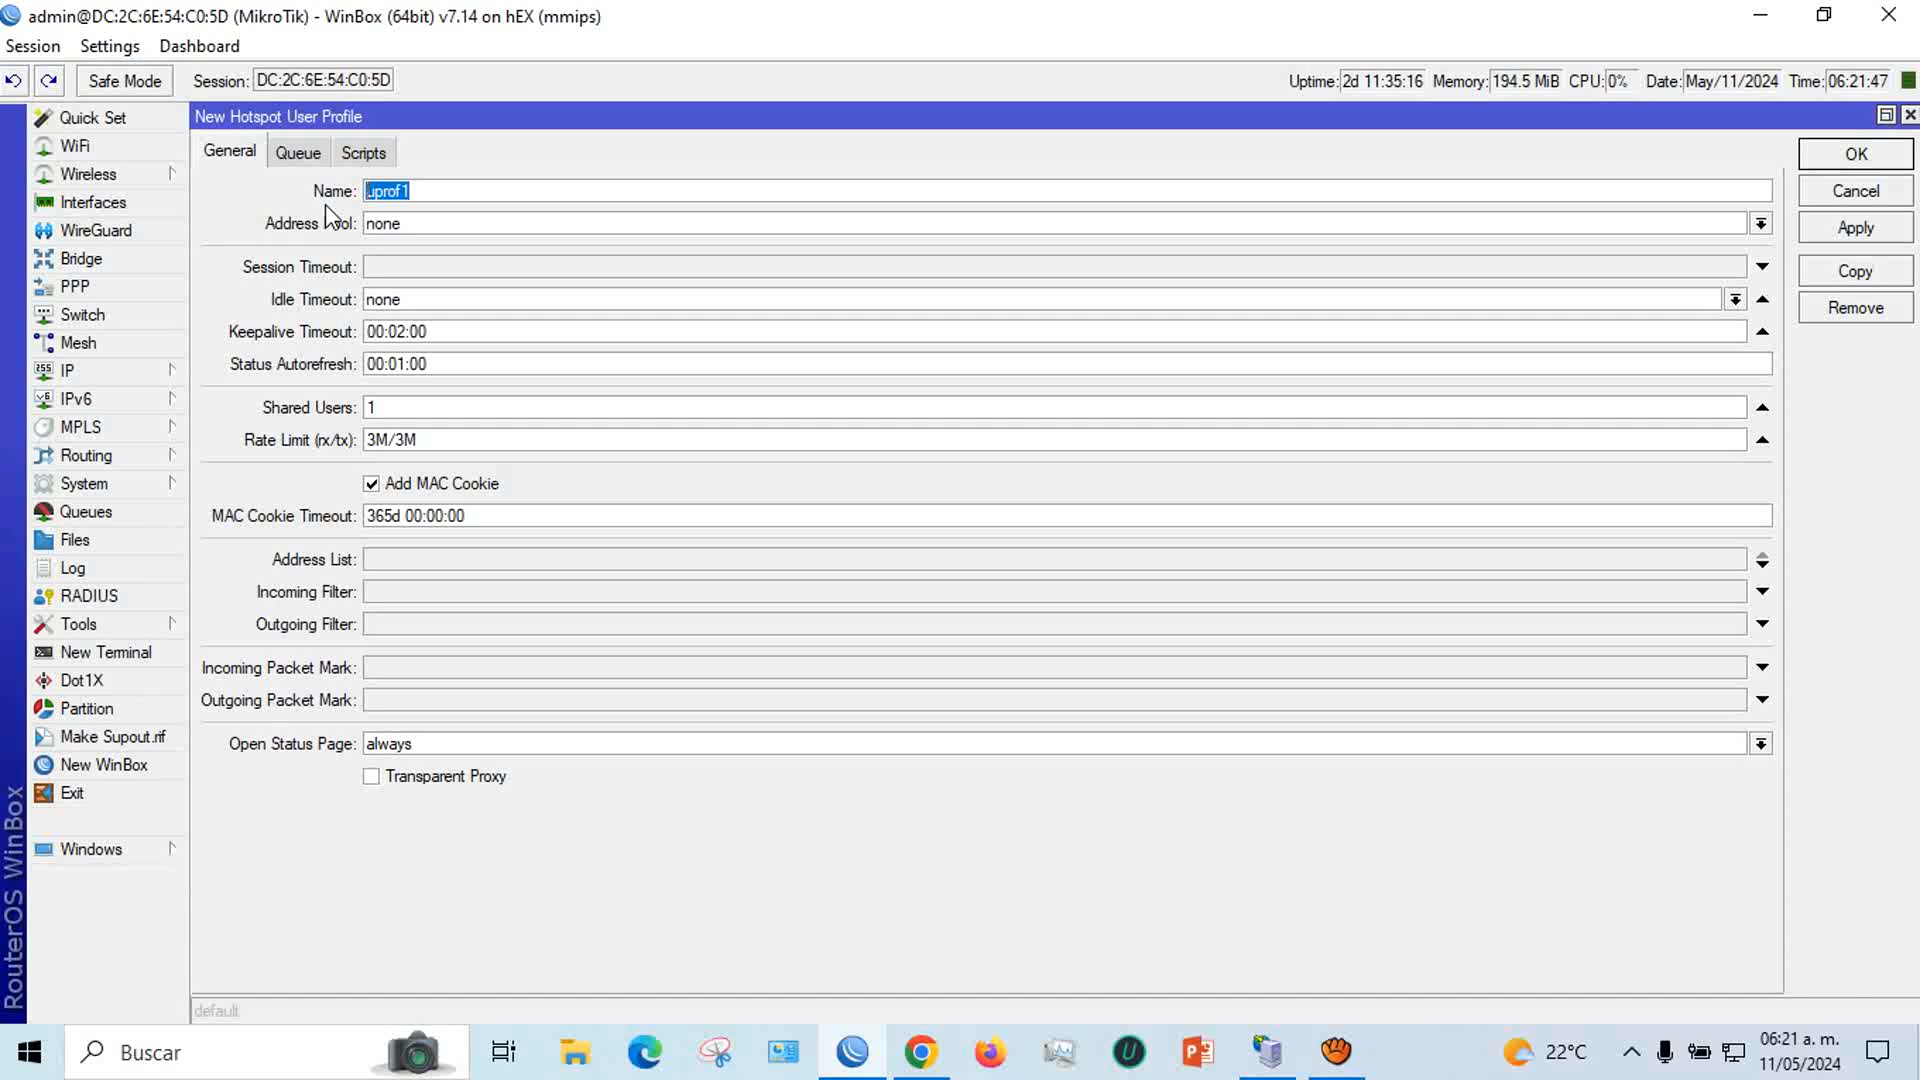 admin@DC:2C:6E:54:C0:5D (MikroTik) - WinBox (64bit) v7.14 on hEX (mmips)
Session Settings Dashboard
Safe Mode Session: DC:2C:6E:54:C0:5D Uptime: 2d 11:35:16 Memory: 194.5 MiB CPU: 0% Date: May/11/2024 Time: 06:21:47
Quick Set
WiFi
Wireless
Interfaces
WireGuard
Bridge
PPP
Switch
Mesh
IP
IPv6
MPLS
Routing
System
Queues
Files
Log
RADIUS
Tools
New Terminal
Dot1X
Partition
Make Supout.rif
New WinBox
Exit
Windows
RouterOS WinBox
New Hotspot User Profile
General Queue Scripts
Name: uprof1
Address none
Session Timeout:
Idle Timeout: none
Keepalive Timeout: 00:02:00
Status Autorefresh: 00:01:00
Shared Users: 1
Rate Limit (rx/tx): 3M/3M
Add MAC Cookie
MAC Cookie Timeout: 365d 00:00:00
Address List:
Incoming Filter:
Outgoing Filter:
Incoming Packet Mark:
Outgoing Packet Mark:
Open Status Page: always
Transparent Proxy
OK
Cancel
Apply
Copy
Remove
default
Buscar
22°C
06:21 a. m.
11/05/2024